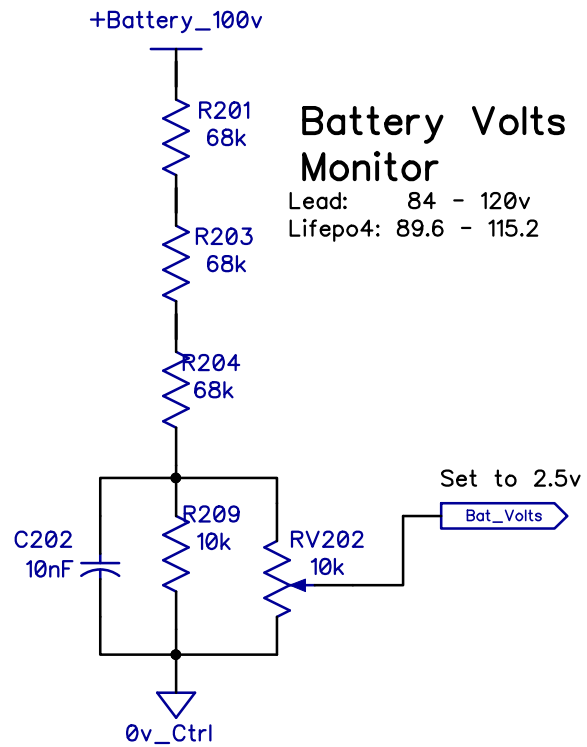 +Battery_100v
R201
68k
Battery Volts
Monitor
Lead: 84 - 120v
Lifepo4: 89.6 - 115.2
R203
68k
R204
68k
Set to 2.5v
Bat_Volts
R209
10k
RV202
10k
C202
10nF
0v_Ctrl